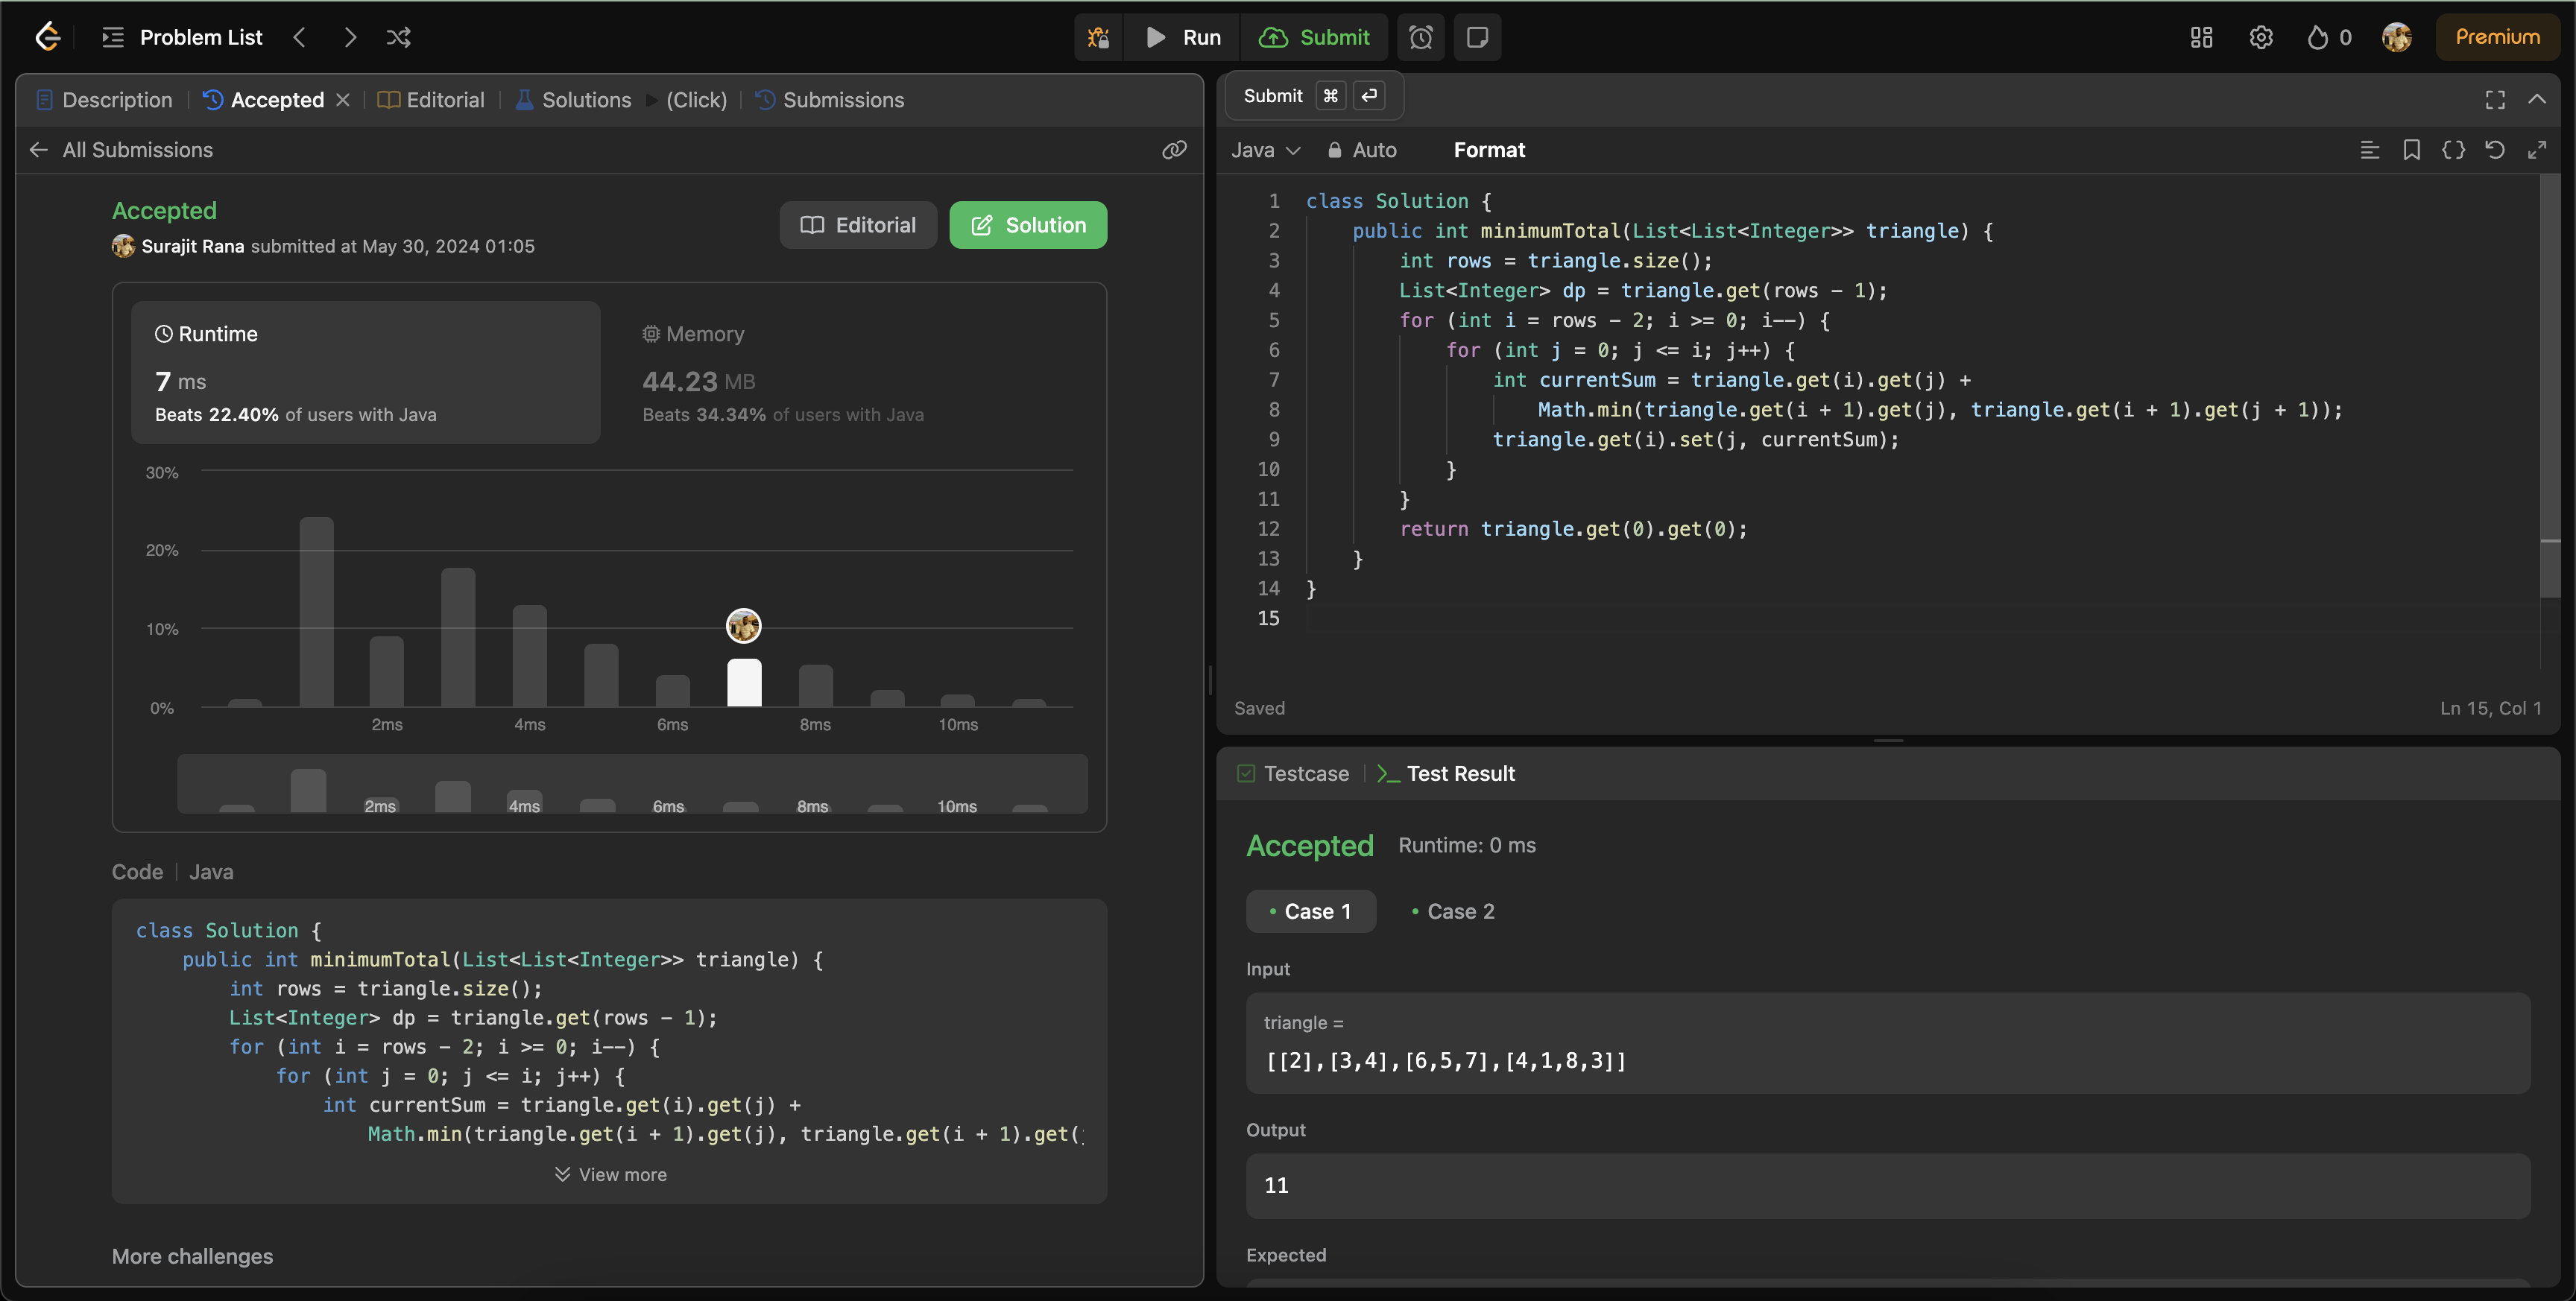 Problem List
Run
Submit
0
Premium
Description
Accepted
Editorial
Solutions
(Click)
Submissions
All Submissions
Accepted
Surajit Rana submitted at May 30, 2024 01:05
Editorial
Solution
Runtime
7 ms
Beats 22.40% of users with Java
Memory
44.23 MB
Beats 34.34% of users with Java
30%
20%
10%
0%
2ms 4ms 6ms 8ms 10ms
2ms 4ms 6ms 8ms 10ms
Code
Java
class Solution {
public int minimumTotal(List<List<Integer>> triangle) {
int rows = triangle.size();
List<Integer> dp = triangle.get(rows - 1);
for (int i = rows - 2; i >= 0; i--) {
for (int j = 0; j <= i; j++) {
int currentSum = triangle.get(i).get(j) +
Math.min(triangle.get(i + 1).get(j), triangle.get(i + 1).get(
View more
More challenges
Submit ⌘
Java
Auto
Format
1 class Solution {
2 public int minimumTotal(List<List<Integer>> triangle) {
3 int rows = triangle.size();
4 List<Integer> dp = triangle.get(rows - 1);
5 for (int i = rows - 2; i >= 0; i--) {
6 for (int j = 0; j <= i; j++) {
7 int currentSum = triangle.get(i).get(j) +
8 Math.min(triangle.get(i + 1).get(j), triangle.get(i + 1).get(j + 1));
9 triangle.get(i).set(j, currentSum);
10 }
11 }
12 return triangle.get(0).get(0);
13 }
14 }
15
Saved
Ln 15, Col 1
Testcase
Test Result
Accepted
Runtime: 0 ms
Case 1
Case 2
Input
triangle =
[[2],[3,4],[6,5,7],[4,1,8,3]]
Output
11
Expected